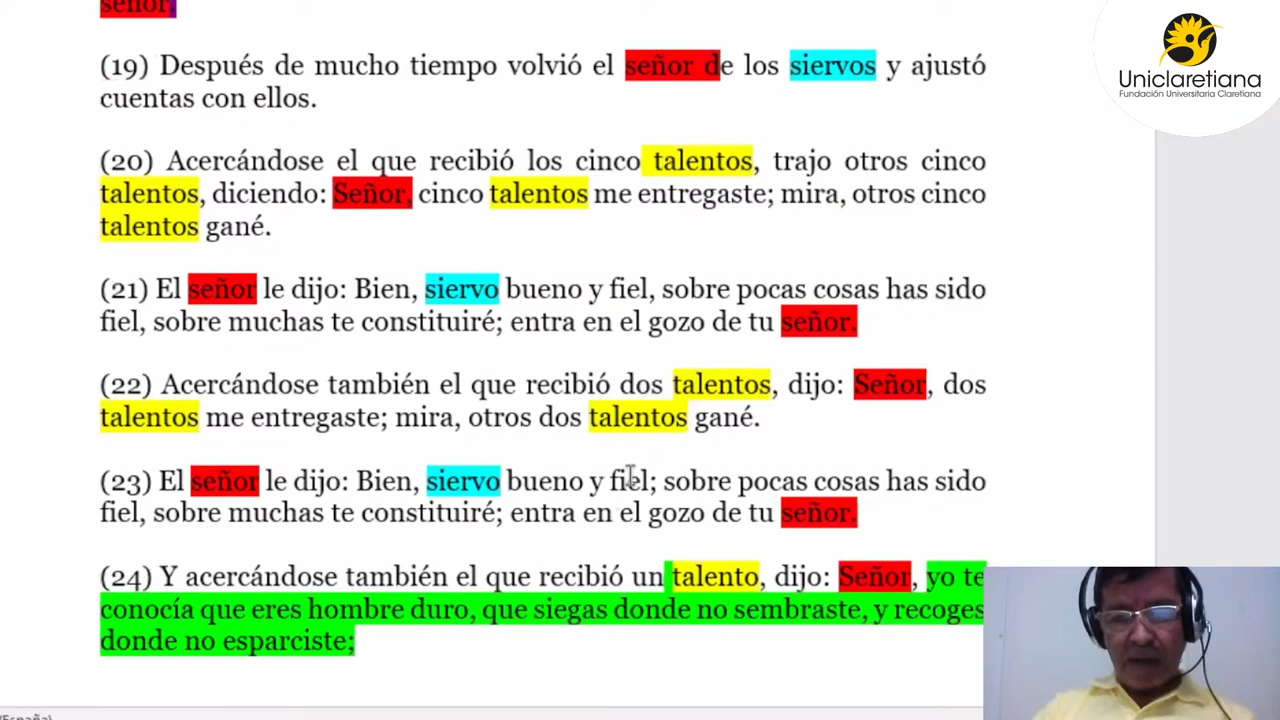 señor.
(19) Después de mucho tiempo volvió el señor de los siervos y ajustó
cuentas con ellos.
(20) Acercándose el que recibió los cinco talentos, trajo otros cinco
talentos, diciendo: Señor, cinco talentos me entregaste; mira, otros cinco
talentos gané.
(21) El señor le dijo: Bien, siervo bueno y fiel, sobre pocas cosas has sido
fiel, sobre muchas te constituiré; entra en el gozo de tu señor.
(22) Acercándose también el que recibió dos talentos, dijo: Señor, dos
talentos me entregaste; mira, otros dos talentos gané.
(23) El señor le dijo: Bien, siervo bueno y fiel; sobre pocas cosas has sido
fiel, sobre muchas te constituiré; entra en el gozo de tu señor.
(24) Y acercándose también el que recibió un talento, dijo: Señor, yo te
conocía que eres hombre duro, que siegas donde no sembraste, y recoges
donde no esparciste;
Uniclaretiana
Fundación Universitaria Claretiana
(España)